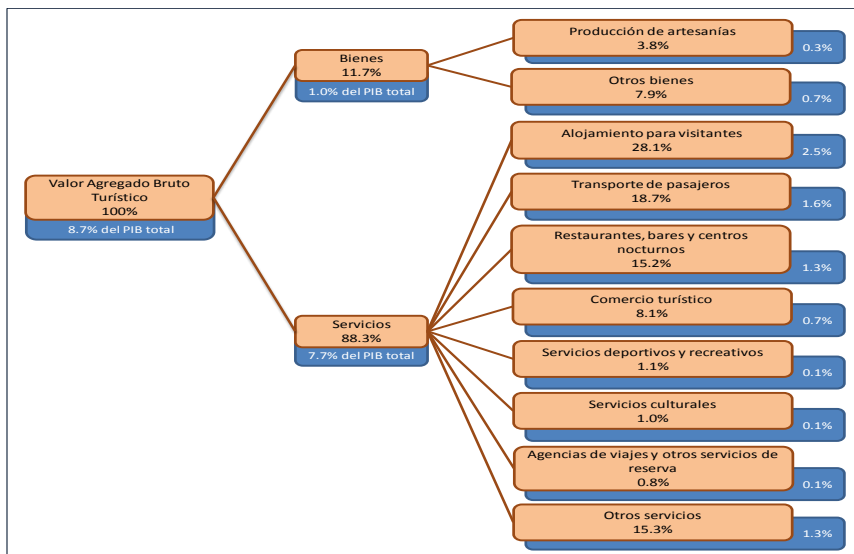 Valor Agregado Bruto
Turístico
100%
8.7% del PIB total
Bienes
11.7%
1.0% del PIB total
Producción de artesanías
3.8%
0.3%
Otros bienes
7.9%
0.7%
Servicios
88.3%
7.7% del PIB total
Alojamiento para visitantes
28.1%
2.5%
Transporte de pasajeros
18.7%
1.6%
Restaurantes, bares y centros
nocturnos
15.2%
1.3%
Comercio turístico
8.1%
0.7%
Servicios deportivos y recreativos
1.1%
0.1%
Servicios culturales
1.0%
0.1%
Agencias de viajes y otros servicios de
reserva
0.8%
0.1%
Otros servicios
15.3%
1.3%